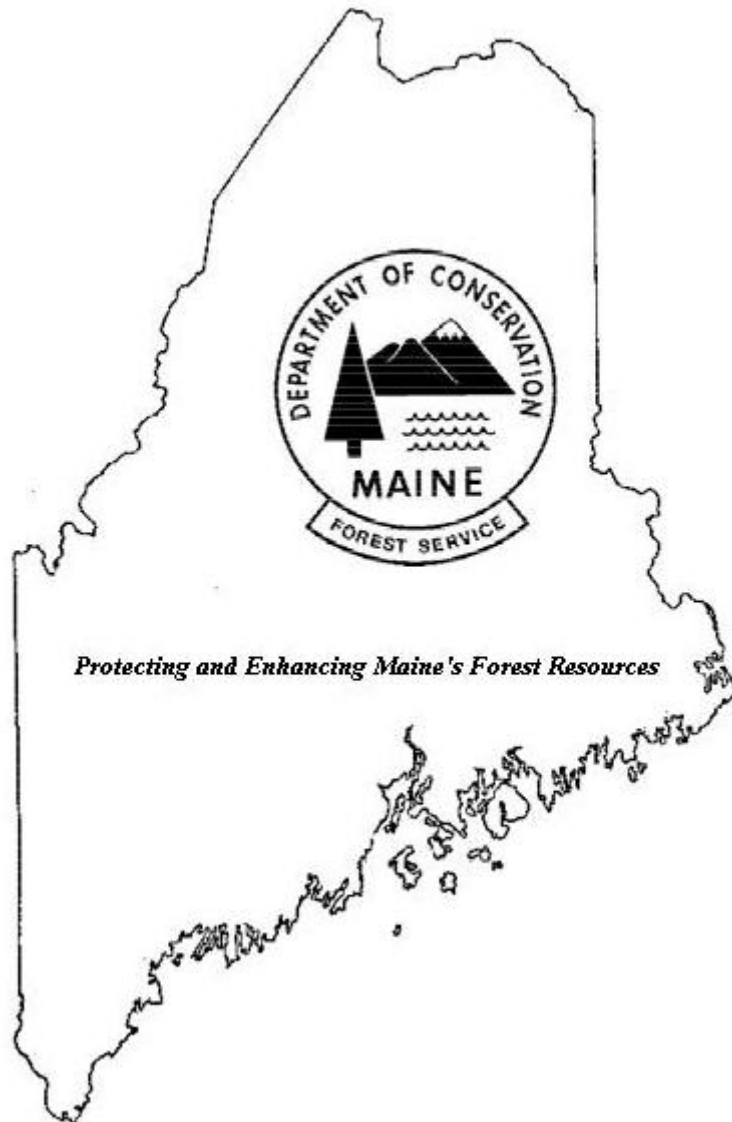 DEPARTMENT OF CONSERVATION
MAINE
FOREST SERVICE
Protecting and Enhancing Maine's Forest Resources